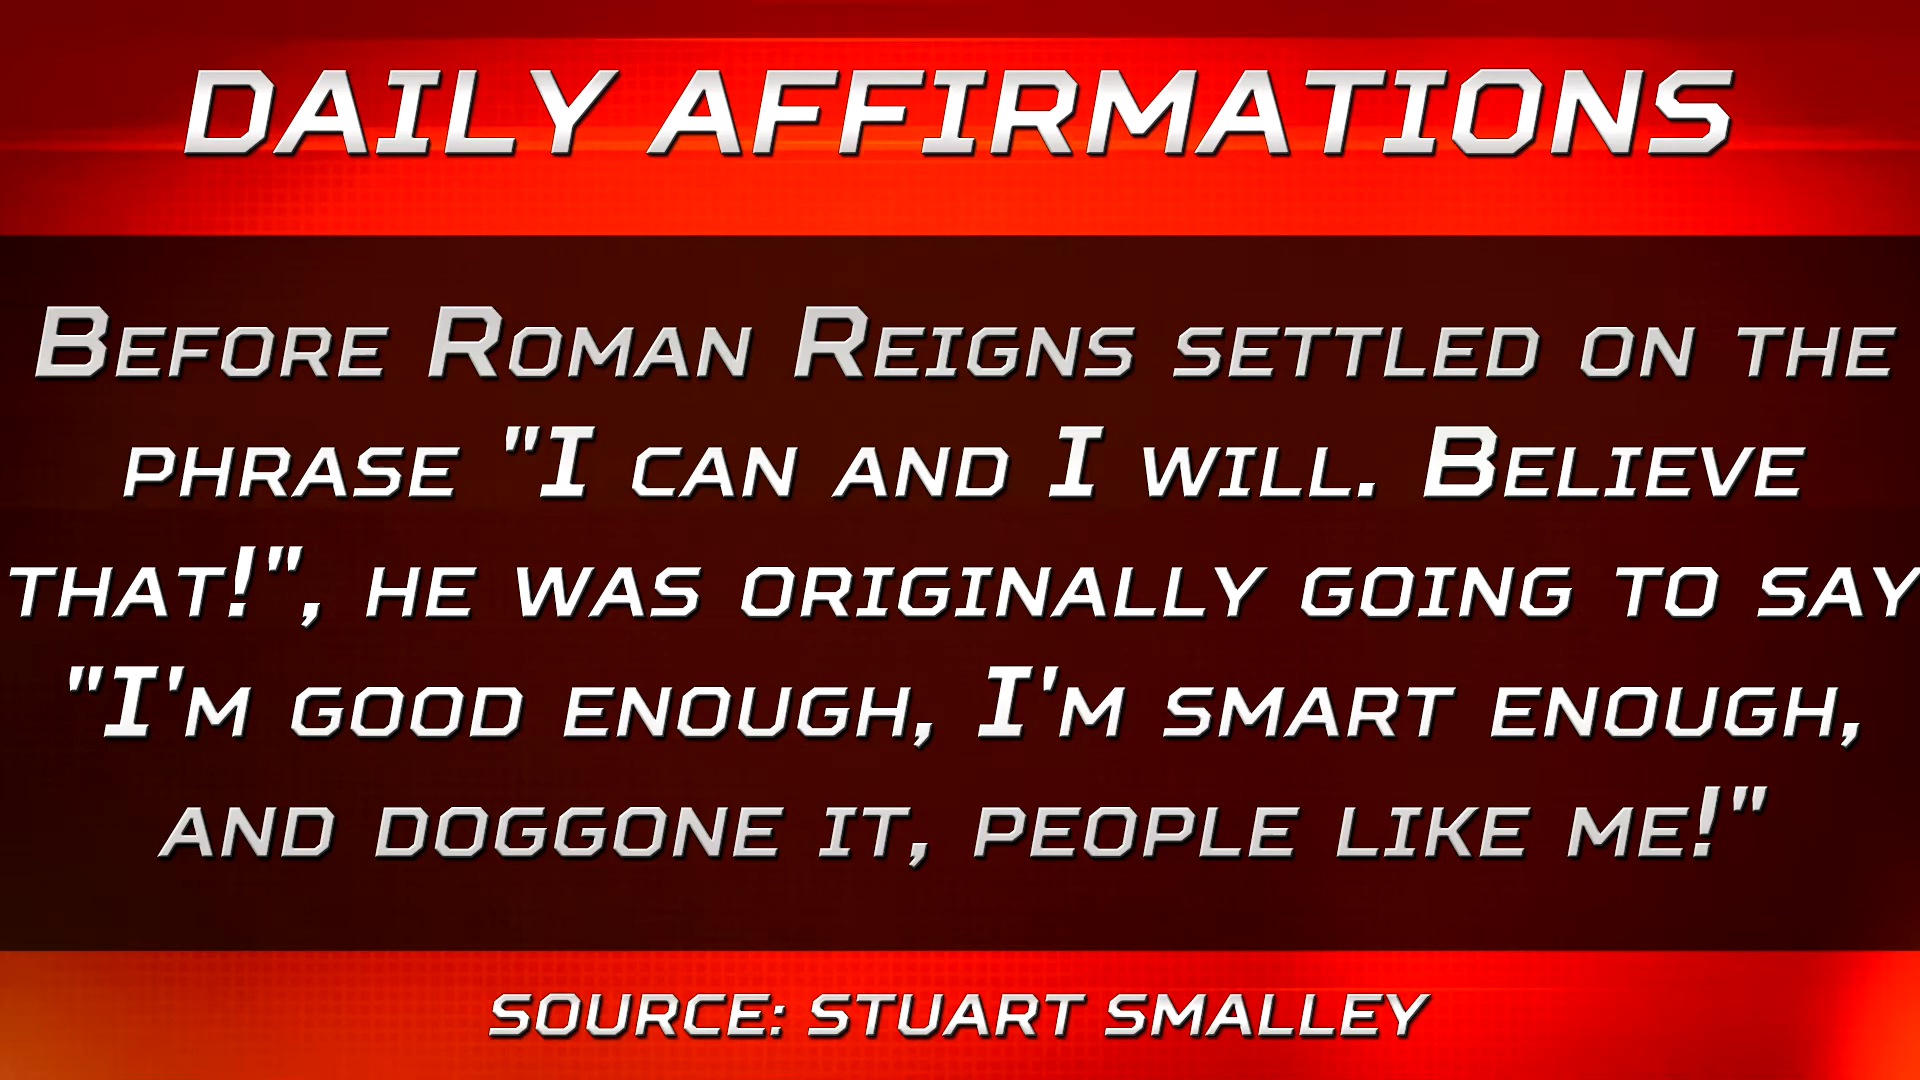 DAILY AFFIRMATIONS
Before Roman Reigns settled on the
phrase "I can and I will. Believe
that!", he was originally going to say
"I'm good enough, I'm smart enough,
and doggone it, people like me!"
SOURCE: STUART SMALLEY